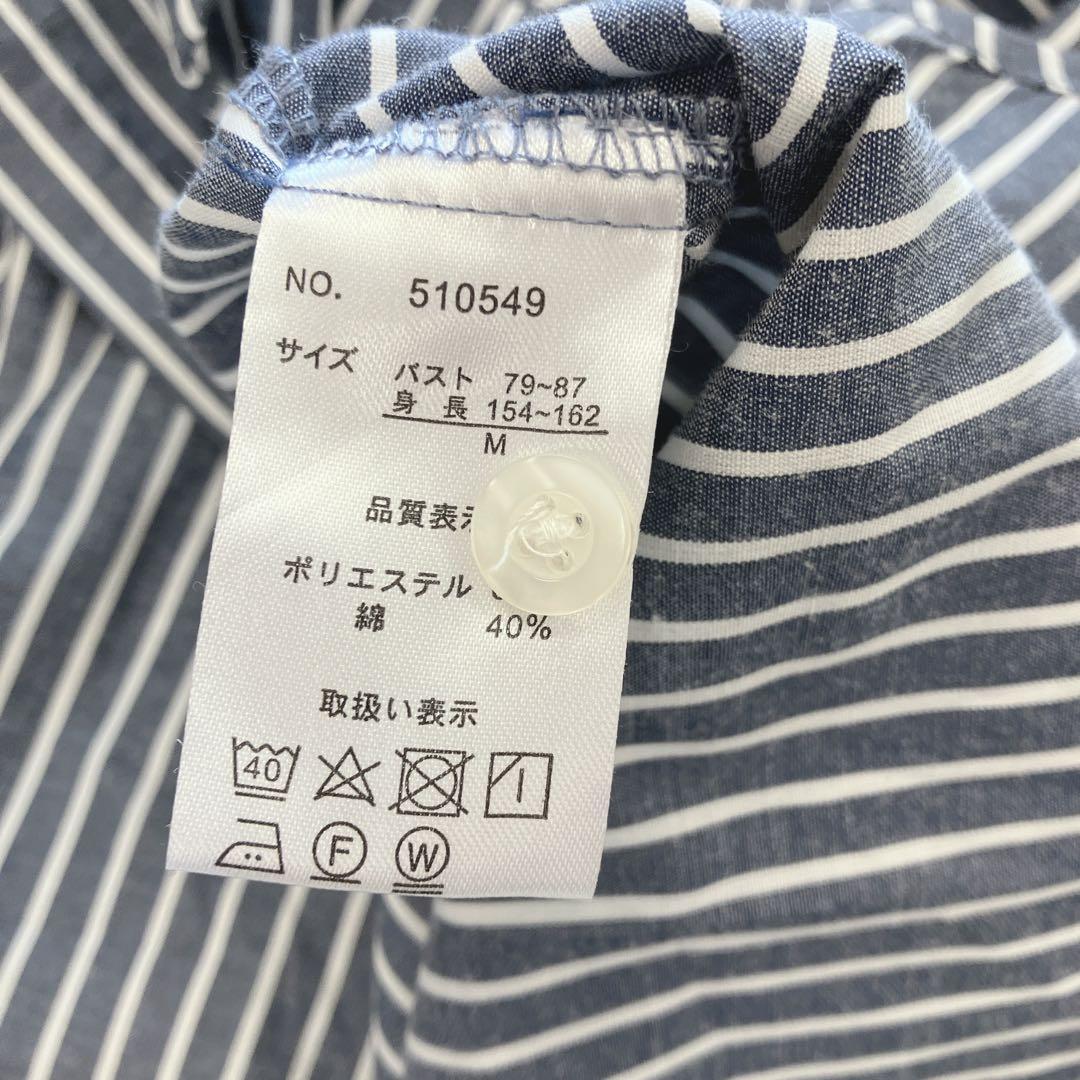 NO. 510549
サイズ
バスト 79~87
身長 154~162
M
品質表
ポリエステル
綿 40%
取扱い表示
40
F W